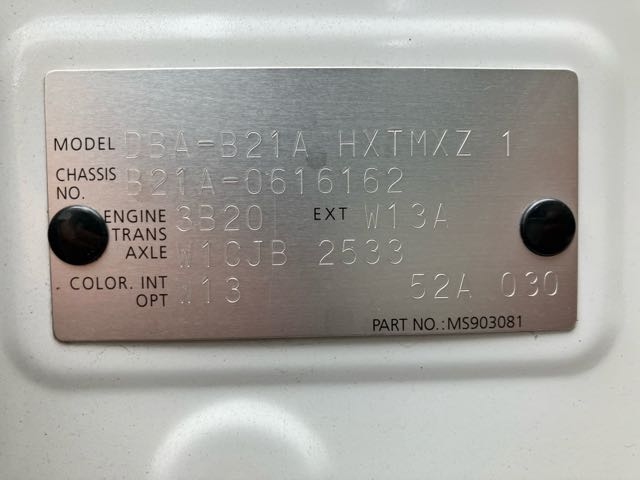 MODEL DBA-B21A HXTMXZ 1
CHASSIS NO. B21A-0616162
ENGINE 3B20 EXT W13A
TRANS AXLE W1CJB 2533
COLOR. INT OPT W13 52A 030
PART NO.:MS903081